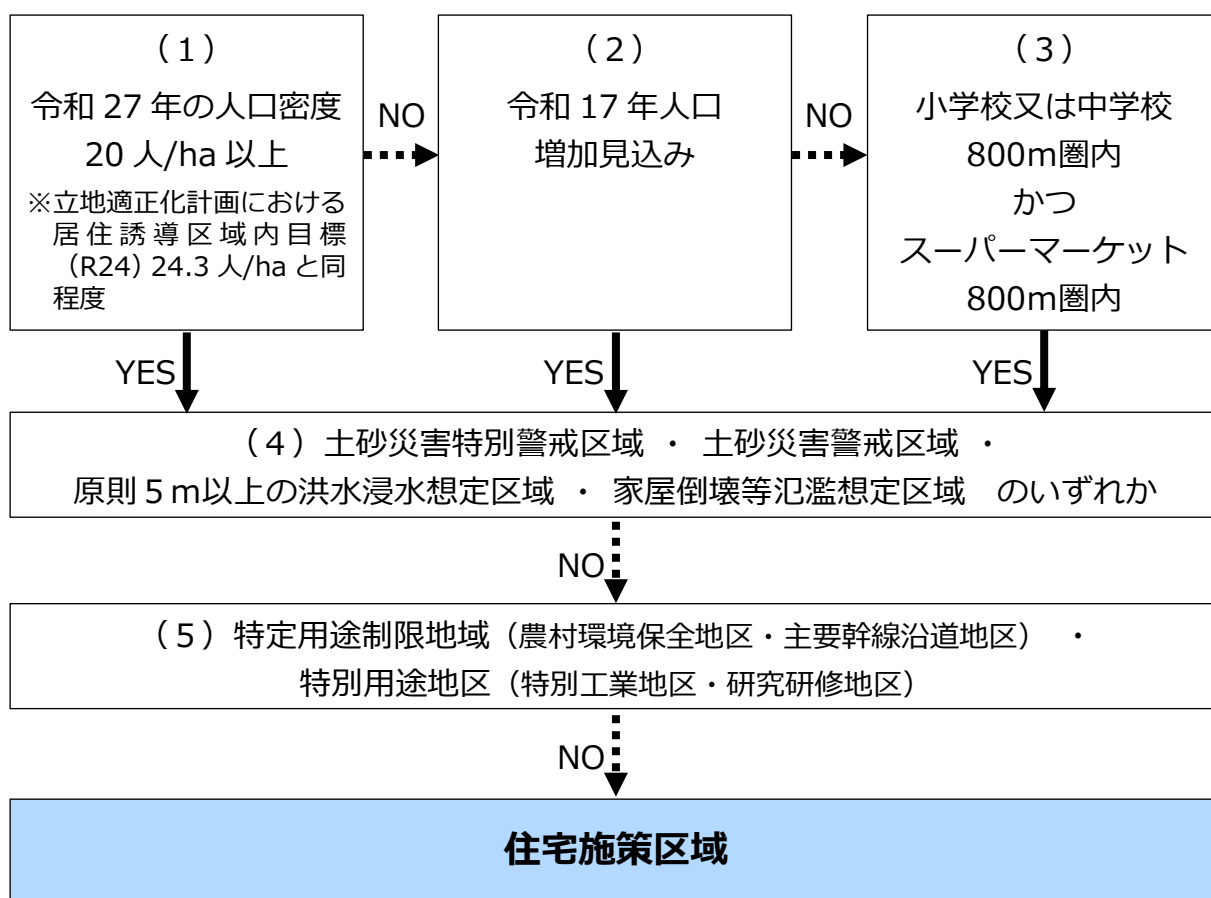 （１）
令和 27 年の人口密度
20 人/ha 以上
※立地適正化計画における
居住誘導区域内目標
（R24）24.3 人/ha と同
程度
NO
（２）
令和 17 年人口
増加見込み
NO
（３）
小学校又は中学校
800m圏内
かつ
スーパーマーケット
800m圏内
YES
YES
YES
（４）土砂災害特別警戒区域 ・ 土砂災害警戒区域 ・
原則５ｍ以上の洪水浸水想定区域 ・ 家屋倒壊等氾濫想定区域　のいずれか
NO
（５）特定用途制限地域（農村環境保全地区・主要幹線沿道地区） ・
特別用途地区（特別工業地区・研究研修地区）
NO
住宅施策区域